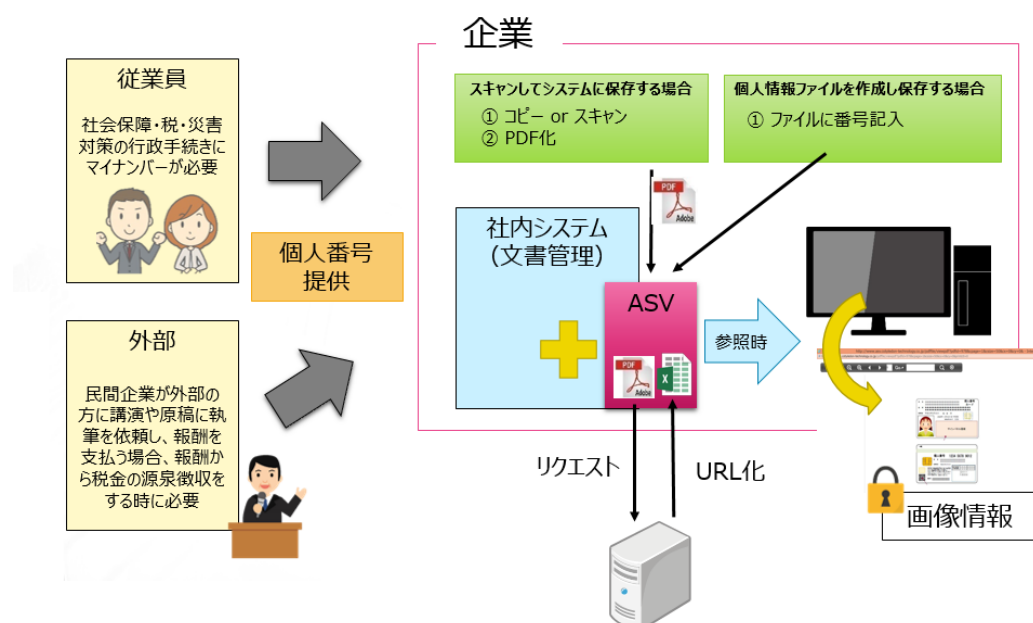 企業
従業員
社会保障・税・災害
対策の行政手続きに
マイナンバーが必要
個人番号
提供
外部
民間企業が外部の
方に講演や原稿に執
筆を依頼し、報酬を
支払う場合、報酬か
ら税金の源泉徴収を
する時に必要
スキャンしてシステムに保存する場合
① コピー or スキャン
② PDF化
個人情報ファイルを作成し保存する場合
① ファイルに番号記入
PDF
Adobe
社内システム
(文書管理)
ASV
PDF
Adobe
X
参照時
リクエスト
URL化
画像情報